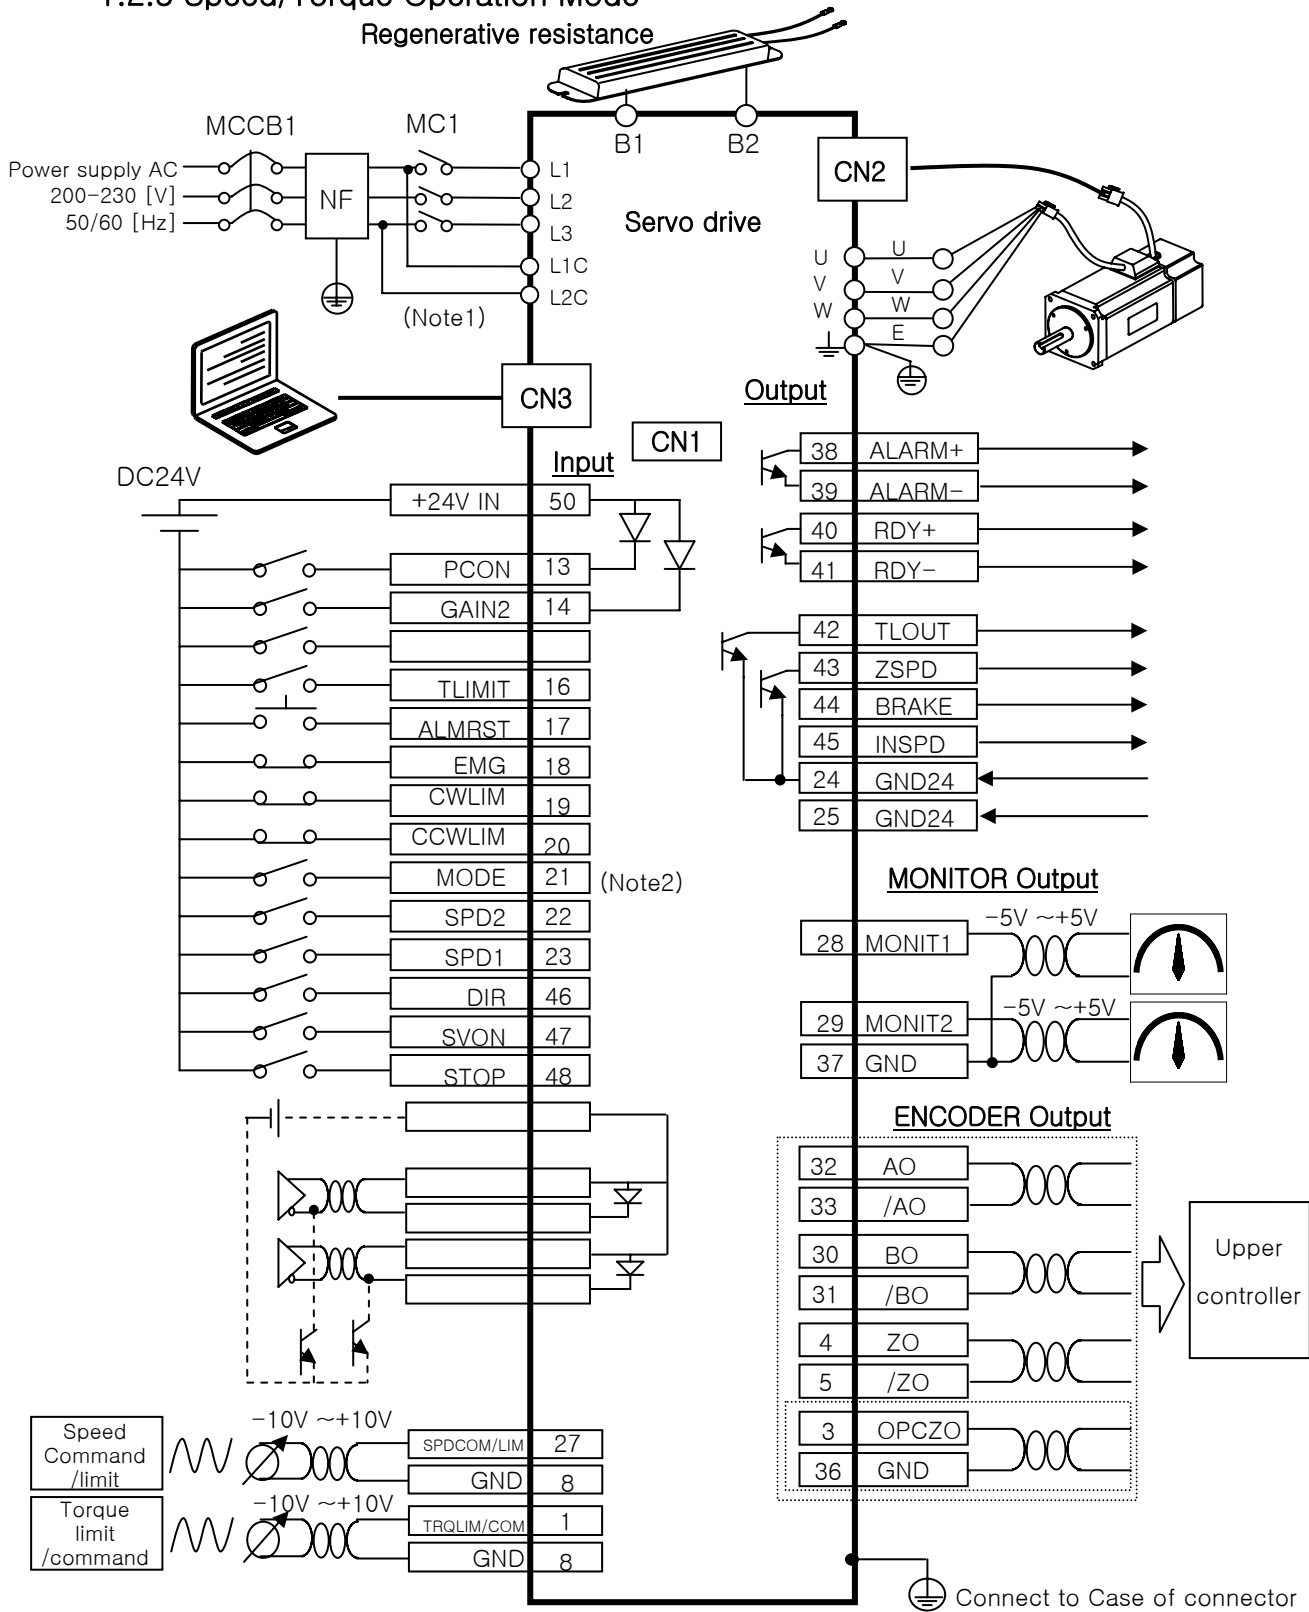 1.2.3 Speed/Torque Operation Mode
Regenerative resistance
MCCB1
MC1
B1
B2
Power supply AC
200-230 [V]
50/60 [Hz]
NF
L1
L2
L3
L1C
L2C
(Note1)
Servo drive
CN2
U
V
W
U
V
W
E
CN3
CN1
Input
Output
DC24V
+24V IN 50
PCON 13
GAIN2 14
TLIMIT 16
ALMRST 17
EMG 18
CWLIM 19
CCWLIM 20
MODE 21 (Note2)
SPD2 22
SPD1 23
DIR 46
SVON 47
STOP 48
38 ALARM+
39 ALARM-
40 RDY+
41 RDY-
42 TLOUT
43 ZSPD
44 BRAKE
45 INSPD
24 GND24
25 GND24
MONITOR Output
-5V ~+5V
28 MONIT1
-5V ~+5V
29 MONIT2
37 GND
ENCODER Output
32 AO
33 /AO
30 BO
31 /BO
4 ZO
5 /ZO
3 OPCZO
36 GND
Upper
controller
Speed
Command
/limit
-10V ~+10V
SPDCOM/LIM 27
GND 8
Torque
limit
/command
-10V ~+10V
TRQLIM/COM 1
GND 8
Connect to Case of connector